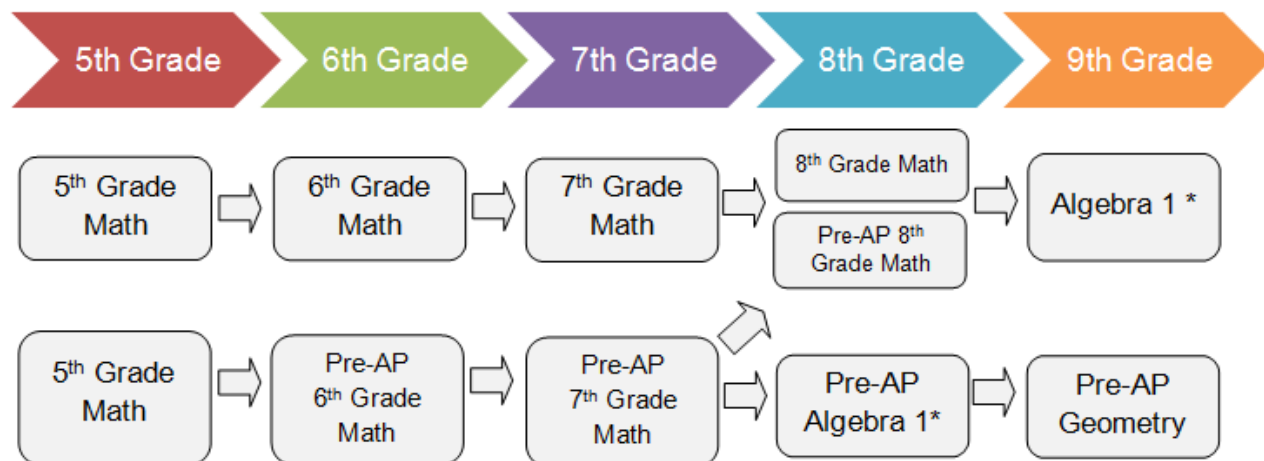 5th Grade
6th Grade
7th Grade
8th Grade
9th Grade
5th Grade
Math
6th Grade
Math
7th Grade
Math
8th Grade Math
Pre-AP 8th
Grade Math
Algebra 1 *
5th Grade
Math
Pre-AP
6th Grade
Math
Pre-AP
7th Grade
Math
Pre-AP
Algebra 1*
Pre-AP
Geometry